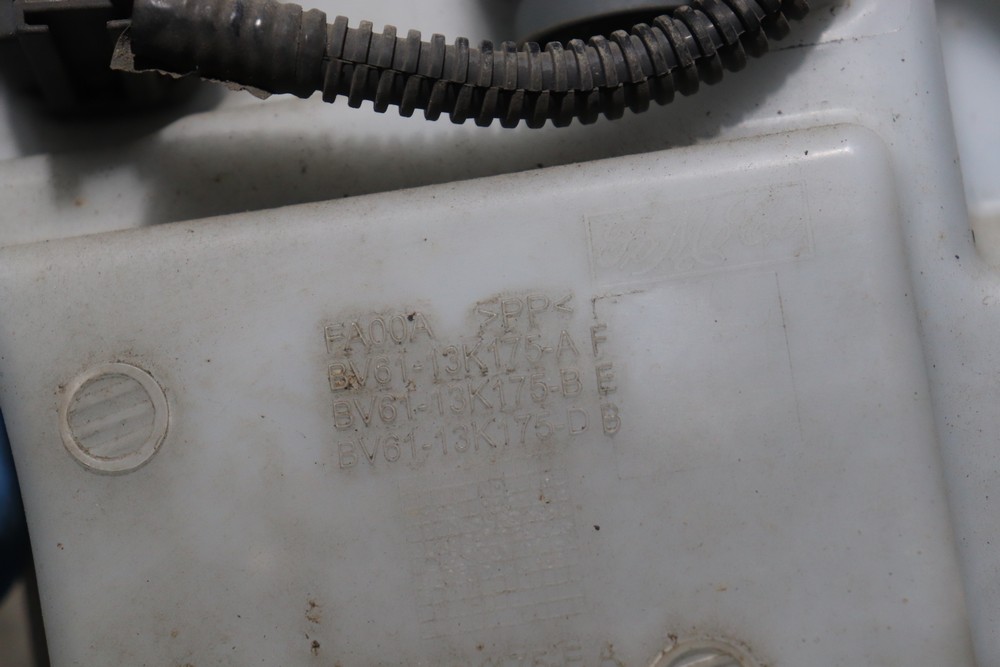 FA00A >PP<
BV61-13K175-A F
BV61-13K175-B E
BV61-13K175-D B